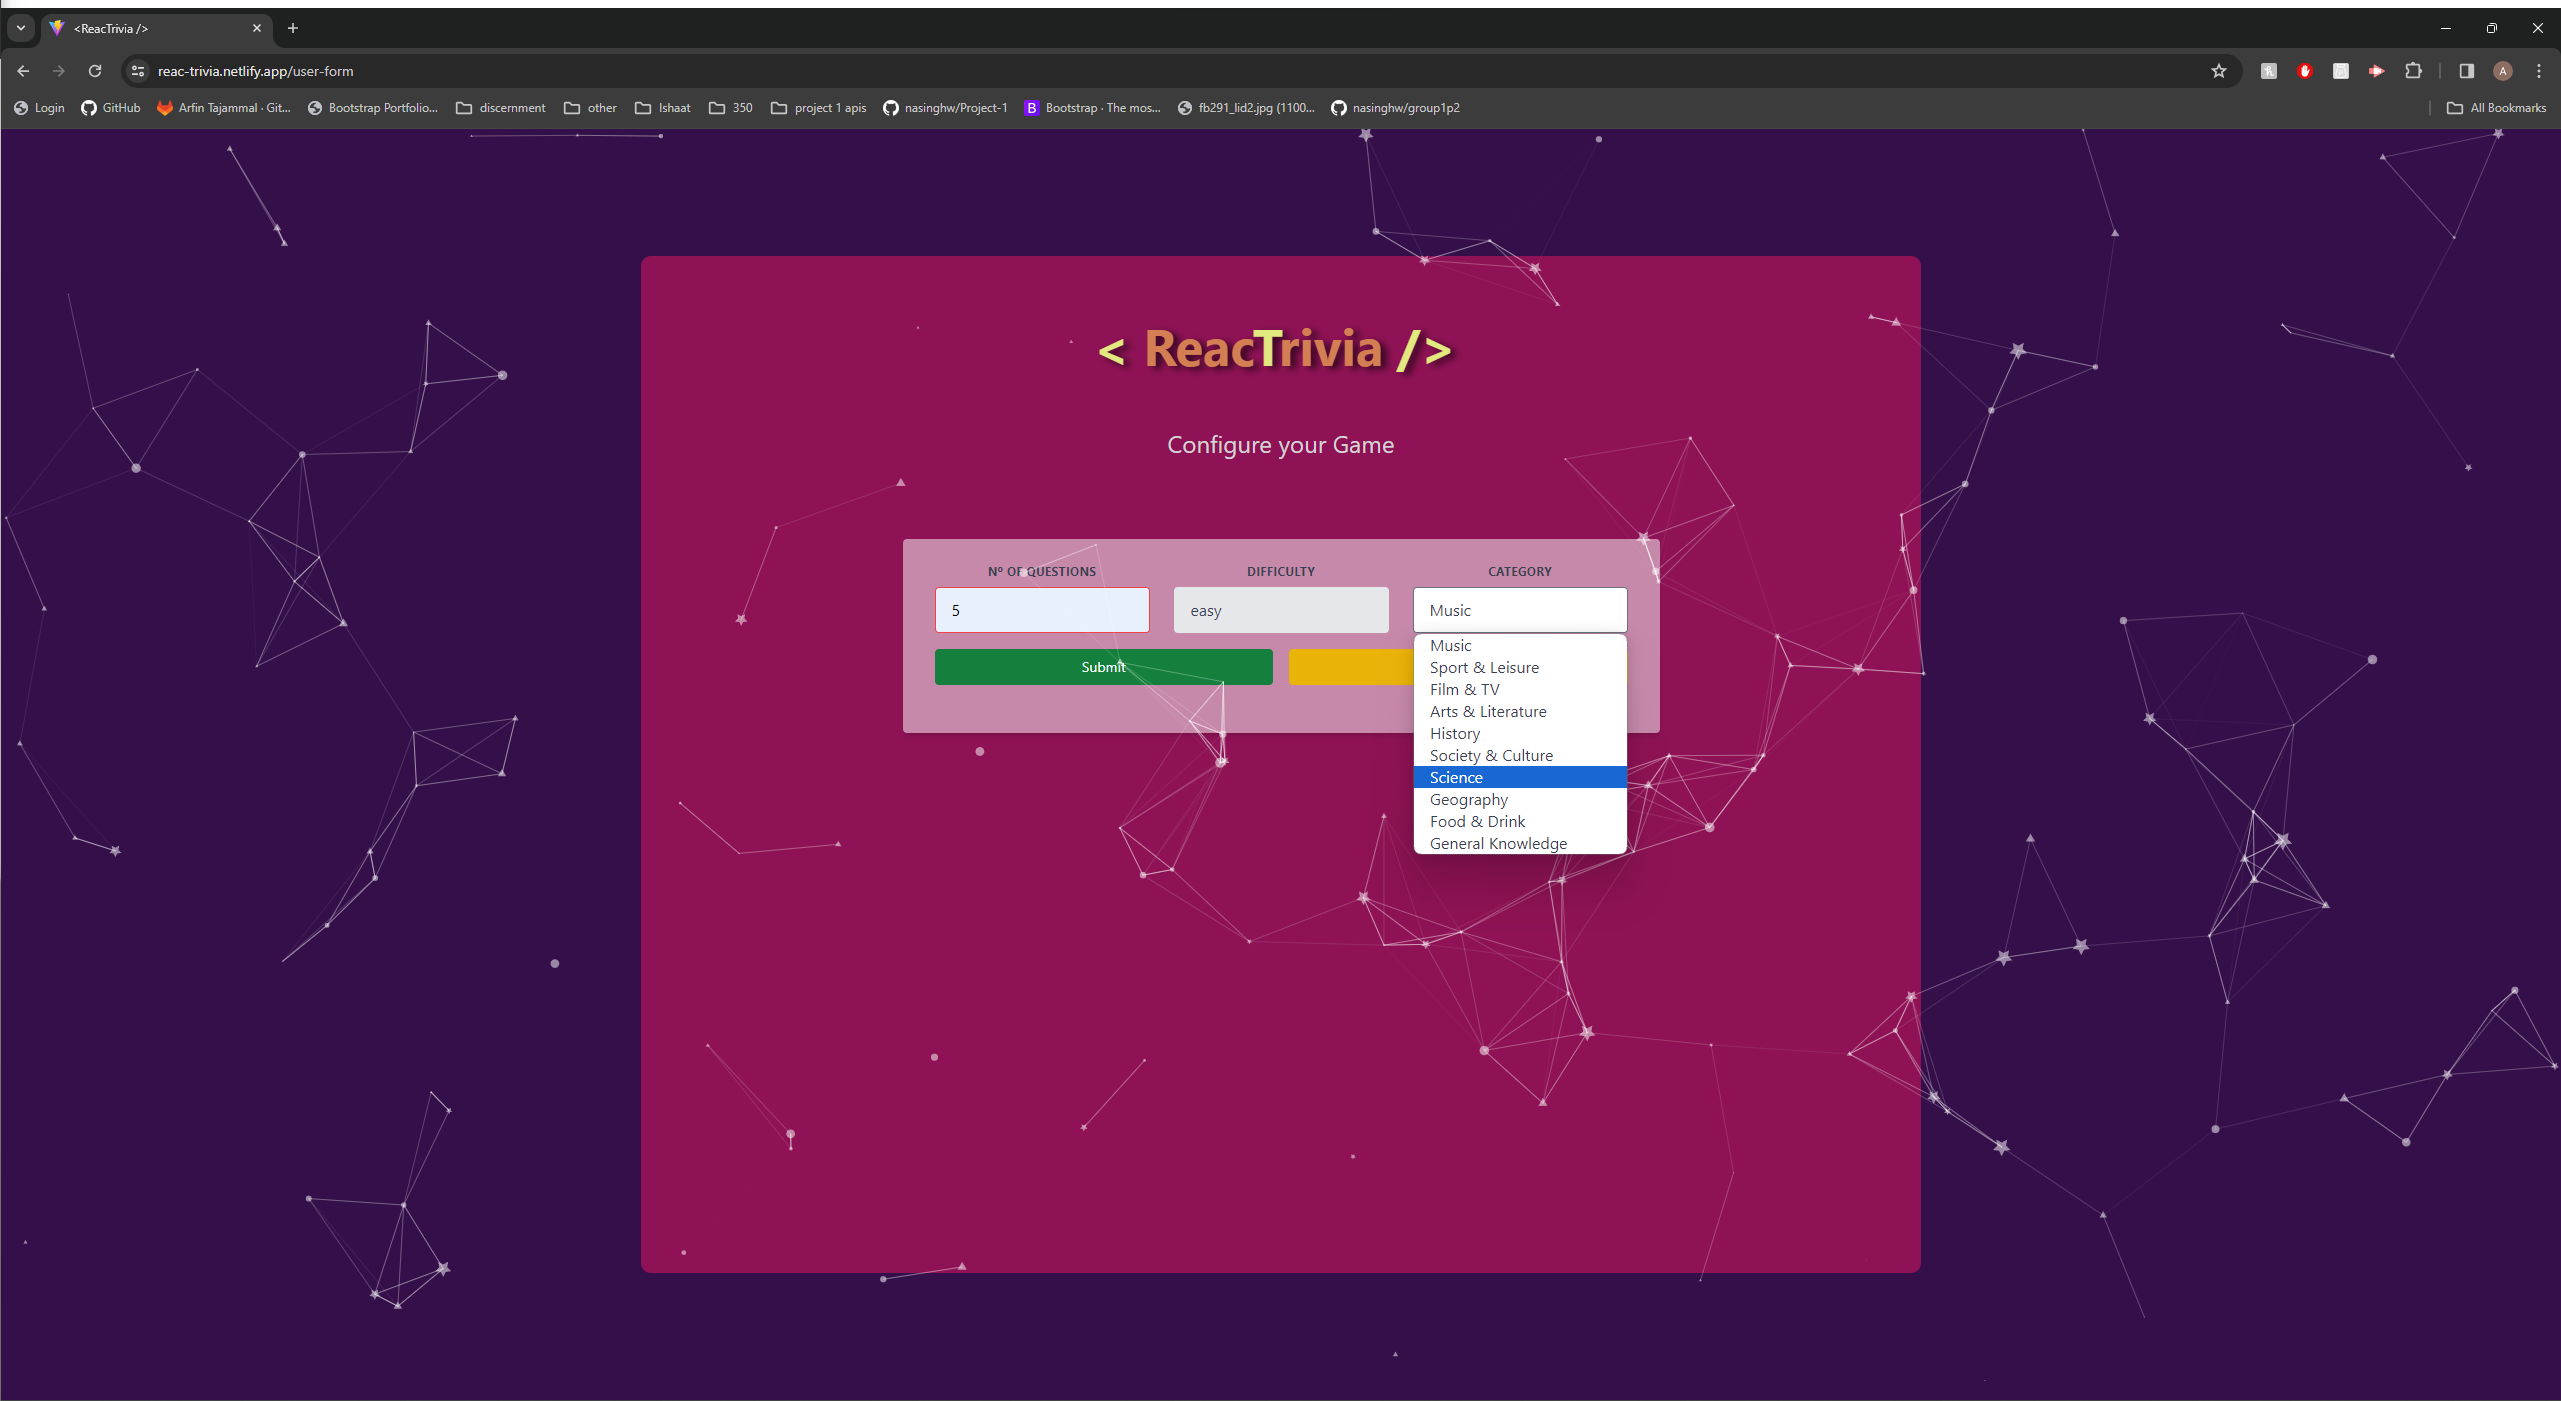 <ReacTrivia />
reac-trivia.netlify.app/user-form
A
Login GitHub Arfin Tajammal · Git... Bootstrap Portfolio... discernment other Ishaat 350 project 1 apis nasinghw/Project-1 B Bootstrap · The mos... fb291_lid2.jpg (1100... nasinghw/group1p2 All Bookmarks
< ReacTrivia />
Configure your Game
Nº OF QUESTIONS DIFFICULTY CATEGORY
5 easy Music
Submit
Music
Sport & Leisure
Film & TV
Arts & Literature
History
Society & Culture
Science
Geography
Food & Drink
General Knowledge